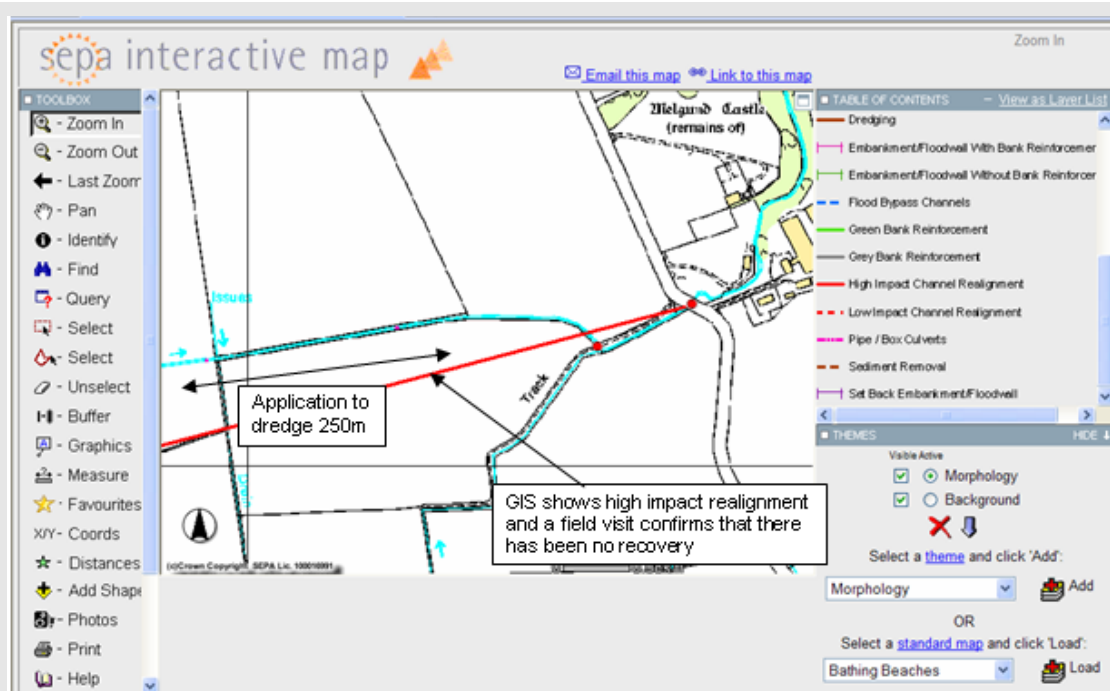 sepa interactive map
Zoom In
Email this map
Link to this map
TOOLBOX
- Zoom In
- Zoom Out
- Last Zoom
- Pan
- Identify
- Find
- Query
- Select
- Select
- Unselect
- Buffer
- Graphics
- Measure
- Favourites
X/Y- Coords
- Distances
- Add Shape
- Photos
- Print
- Help
Melgund Castle
(remains of)
Issues
Track
Drain
Application to
dredge 250m
GIS shows high impact realignment
and a field visit confirms that there
has been no recovery
(c)Crown Copyright. SEPA Lic. 100016991
TABLE OF CONTENTS - View as Layer List
Dredging
Embankment/Floodwall With Bank Reinforcemer
Embankment/Floodwall Without Bank Reinforcer
Flood Bypass Channels
Green Bank Reinforcement
Grey Bank Reinforcement
High Impact Channel Realignment
Low Impact Channel Realignment
Pipe / Box Culverts
Sediment Removal
Set Back Embankment/Floodwall
THEMES HIDE
Visible Active
Morphology
Background
Select a theme and click 'Add':
Morphology
Add
OR
Select a standard map and click 'Load':
Bathing Beaches
Load